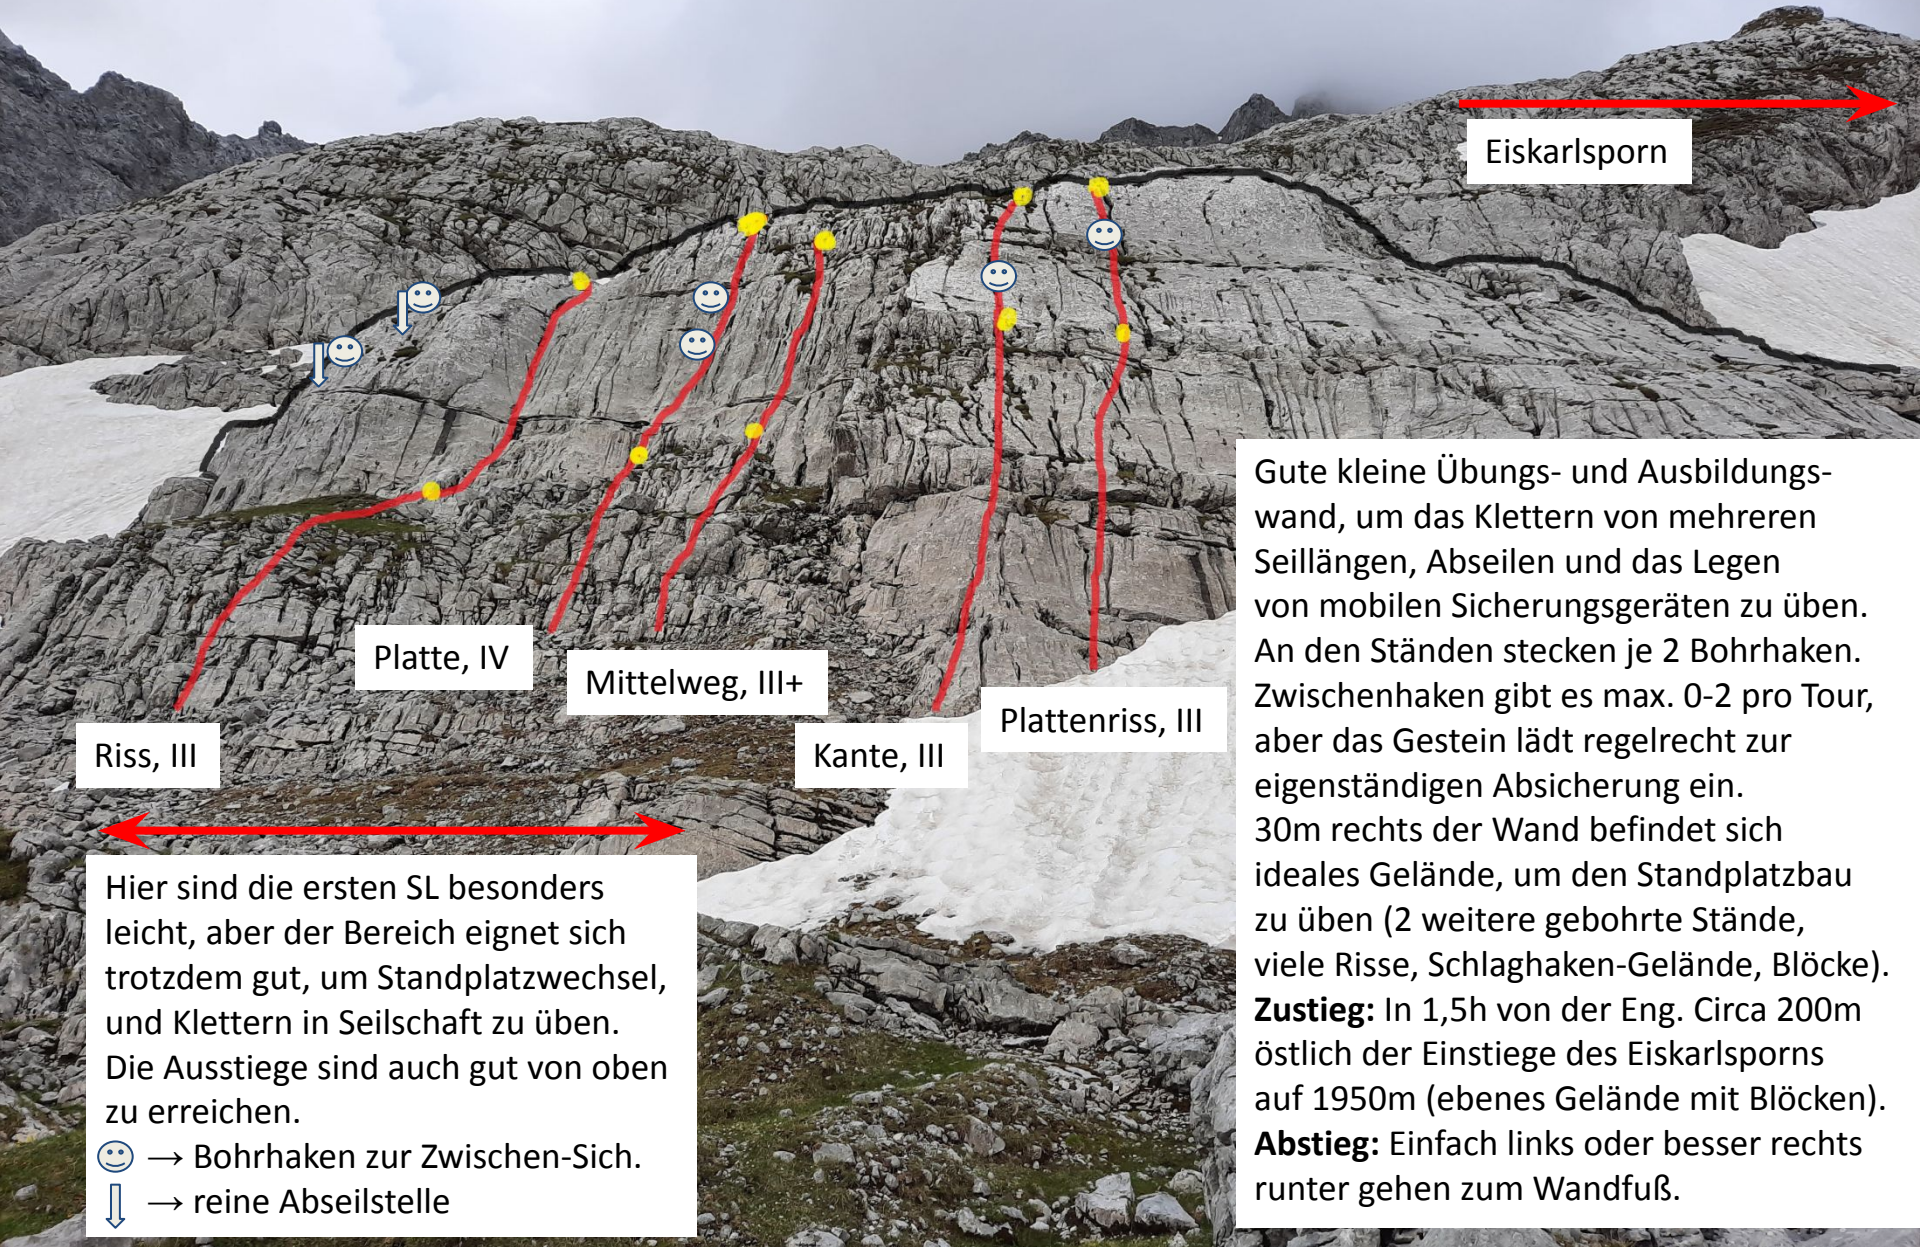 Eiskarlsporn
Platte, IV
Mittelweg, III+
Riss, III
Kante, III
Plattenriss, III
Hier sind die ersten SL besonders
leicht, aber der Bereich eignet sich
trotzdem gut, um Standplatzwechsel,
und Klettern in Seilschaft zu üben.
Die Ausstiege sind auch gut von oben
zu erreichen.
→ Bohrhaken zur Zwischen-Sich.
→ reine Abseilstelle
Gute kleine Übungs- und Ausbildungs-
wand, um das Klettern von mehreren
Seillängen, Abseilen und das Legen
von mobilen Sicherungsgeräten zu üben.
An den Ständen stecken je 2 Bohrhaken.
Zwischenhaken gibt es max. 0-2 pro Tour,
aber das Gestein lädt regelrecht zur
eigenständigen Absicherung ein.
30m rechts der Wand befindet sich
ideales Gelände, um den Standplatzbau
zu üben (2 weitere gebohrte Stände,
viele Risse, Schlaghaken-Gelände, Blöcke).
Zustieg: In 1,5h von der Eng. Circa 200m
östlich der Einstiege des Eiskarlsporns
auf 1950m (ebenes Gelände mit Blöcken).
Abstieg: Einfach links oder besser rechts
runter gehen zum Wandfuß.